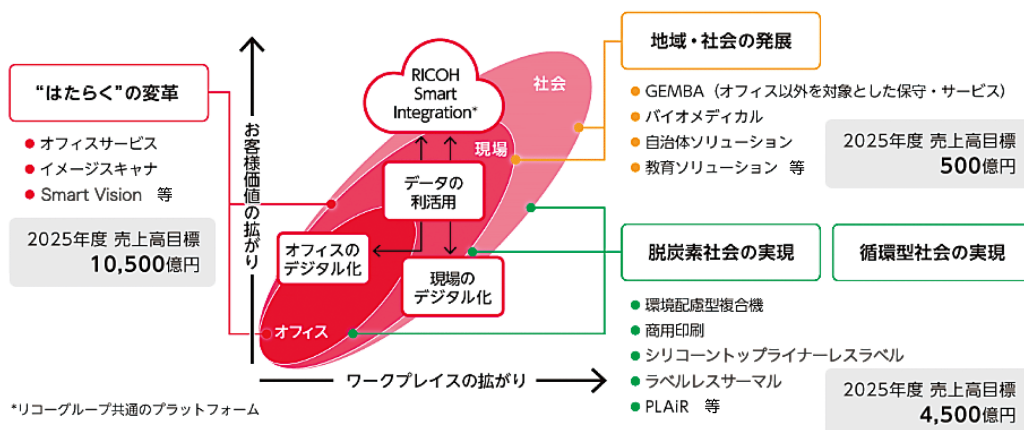 “はたらく”の変革
オフィスサービス
イメージスキャナ
Smart Vision 等
2025年度 売上高目標
10,500億円
お客様価値の拡がり
RICOH
Smart
Integration*
社会
現場
データの
利活用
オフィスの
デジタル化
現場の
デジタル化
オフィス
ワークプレイスの拡がり
*リコーグループ共通のプラットフォーム
地域・社会の発展
GEMBA（オフィス以外を対象とした保守・サービス）
バイオメディカル
自治体ソリューション
教育ソリューション 等
2025年度 売上高目標
500億円
脱炭素社会の実現
循環型社会の実現
環境配慮型複合機
商用印刷
シリコーントップライナーレスラベル
ラベルレスサーマル
PLAiR 等
2025年度 売上高目標
4,500億円